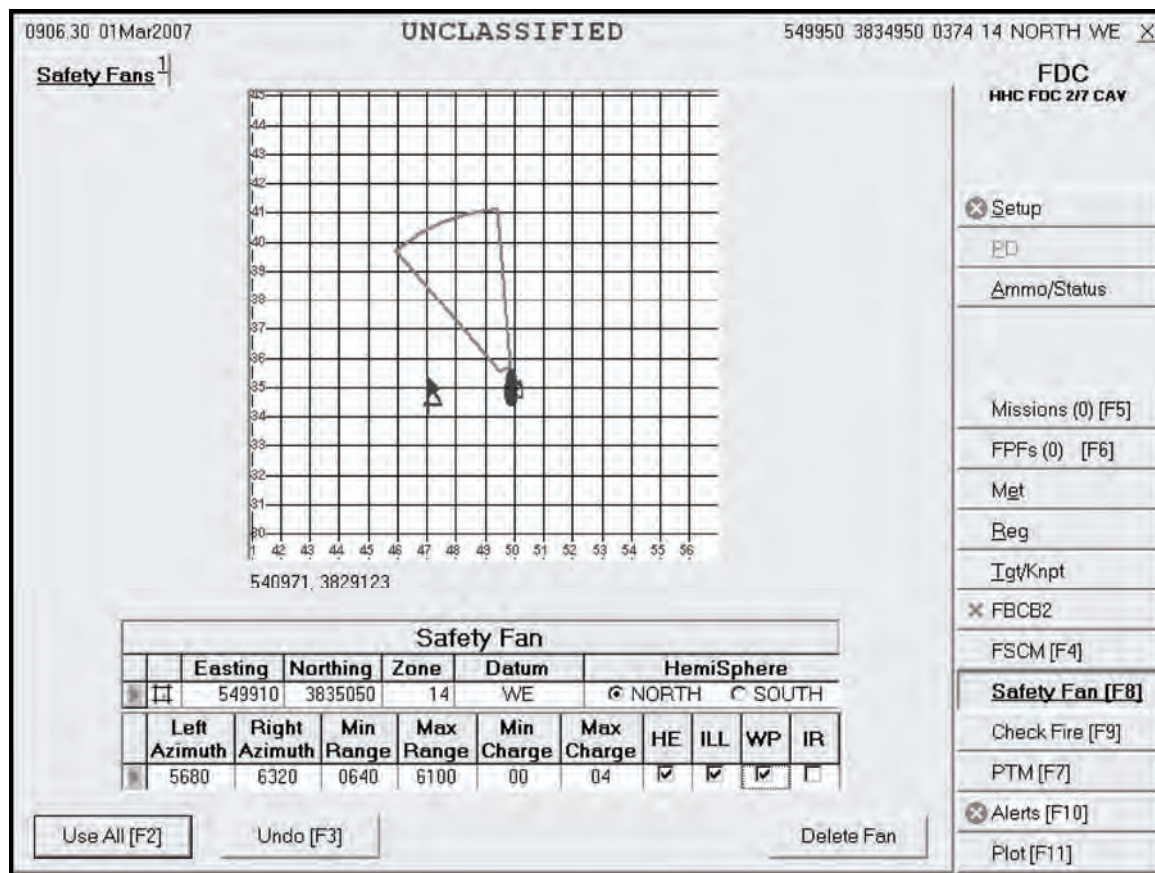 0906.30 01Mar2007 UNCLASSIFIED 549950 3834950 0374 14 NORTH WE X
Safety Fans 1
FDC
HHC FDC 2/7 CAV
45
44
43
42
41
40
39
38
37
36
35
34
33
32
31
30
42 43 44 45 46 47 48 49 50 51 52 53 54 55 56
540971, 3829123
Safety Fan
Easting Northing Zone Datum HemiSphere
549910 3835050 14 WE NORTH SOUTH
Left Azimuth Right Azimuth Min Range Max Range Min Charge Max Charge HE ILL WP IR
5680 6320 0640 6100 00 04
Use All [F2] Undo [F3] Delete Fan
Setup
PD
Ammo/Status
Missions (0) [F5]
FPFs (0) [F6]
Met
Reg
Tgt/Knpt
FBCB2
FSCM [F4]
Safety Fan [F8]
Check Fire [F9]
PTM [F7]
Alerts [F10]
Plot [F11]